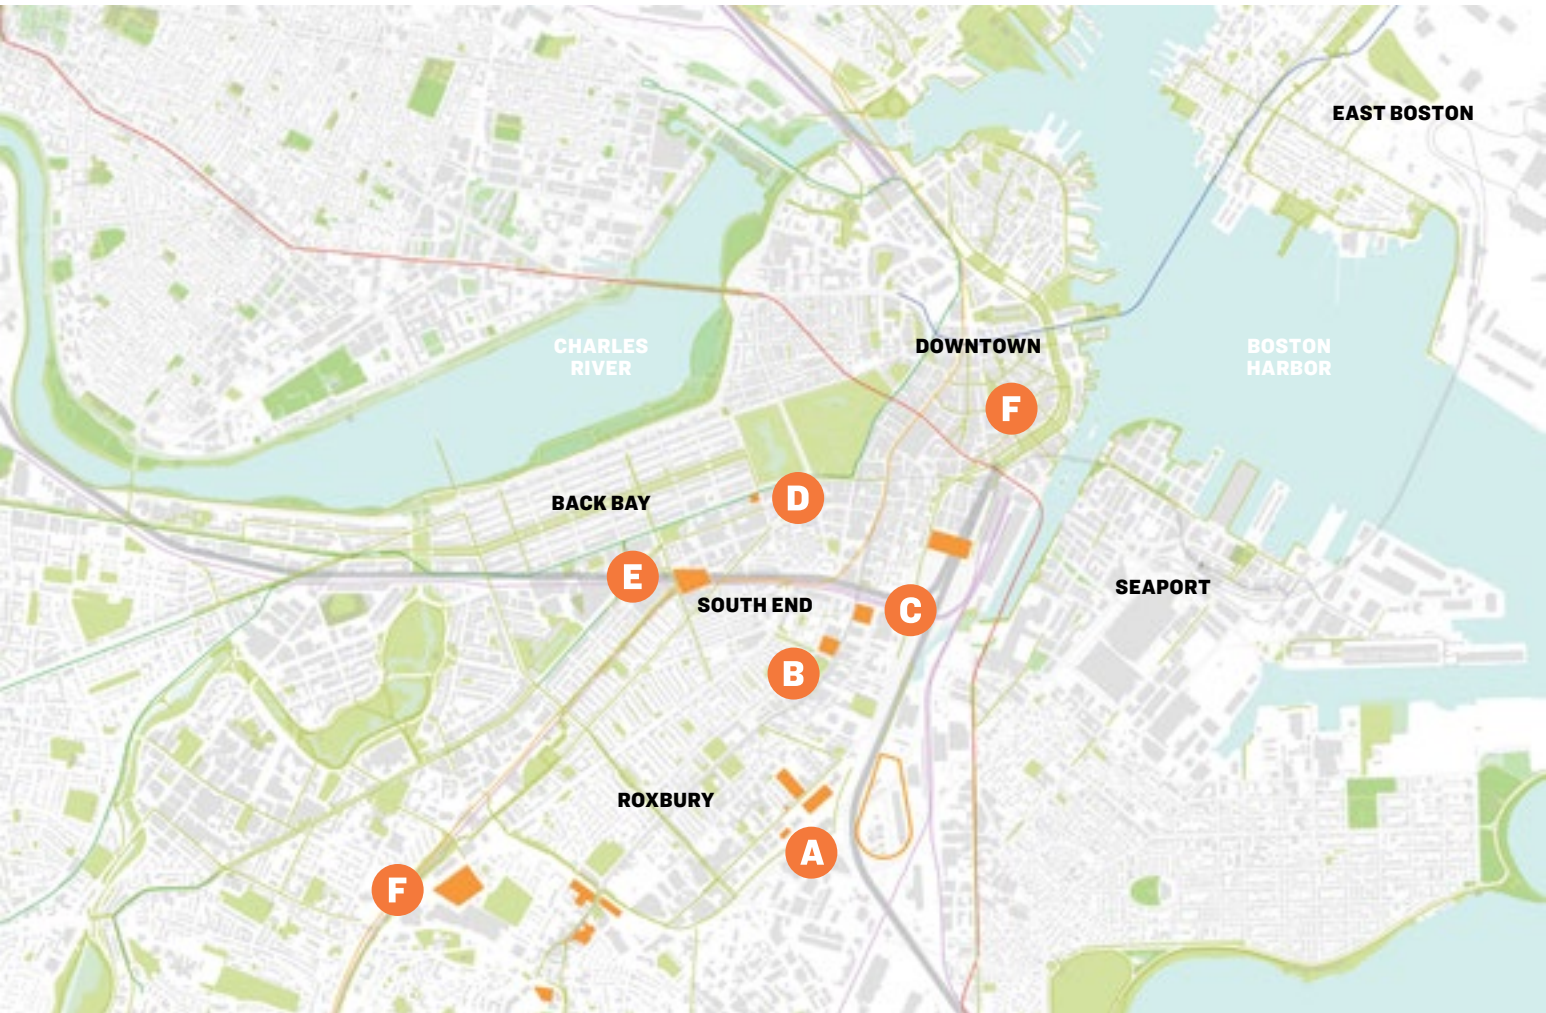 EAST BOSTON
CHARLES
RIVER
DOWNTOWN
BOSTON
HARBOR
F
BACK BAY
D
E
SOUTH END
C
SEAPORT
B
ROXBURY
A
F